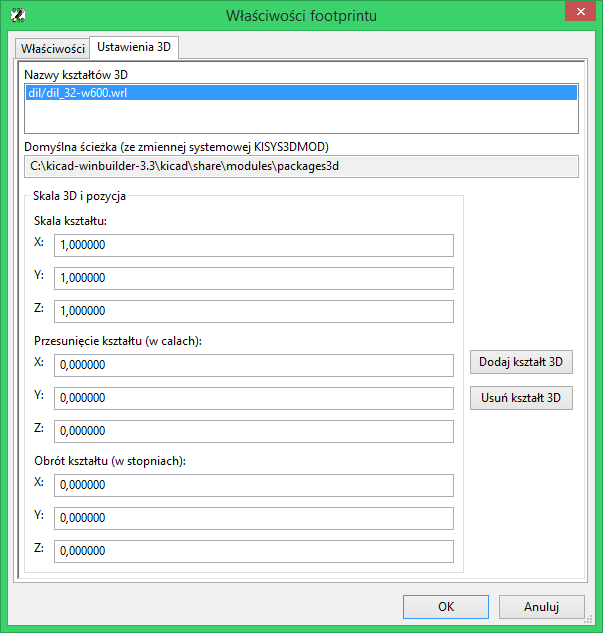 Właściwości footprintu
Właściwości
Ustawienia 3D
Nazwy kształtów 3D
dil/dil_32-w600.wrl
Domyślna ścieżka (ze zmiennej systemowej KISYS3DMOD)
C:\kicad-winbuilder-3.3\kicad\share\modules\packages3d
Skala 3D i pozycja
Skala kształtu:
X: 1,000000
Y: 1,000000
Z: 1,000000
Przesunięcie kształtu (w calach):
X: 0,000000
Y: 0,000000
Z: 0,000000
Obrót kształtu (w stopniach):
X: 0,000000
Y: 0,000000
Z: 0,000000
Dodaj kształt 3D
Usuń kształt 3D
OK
Anuluj